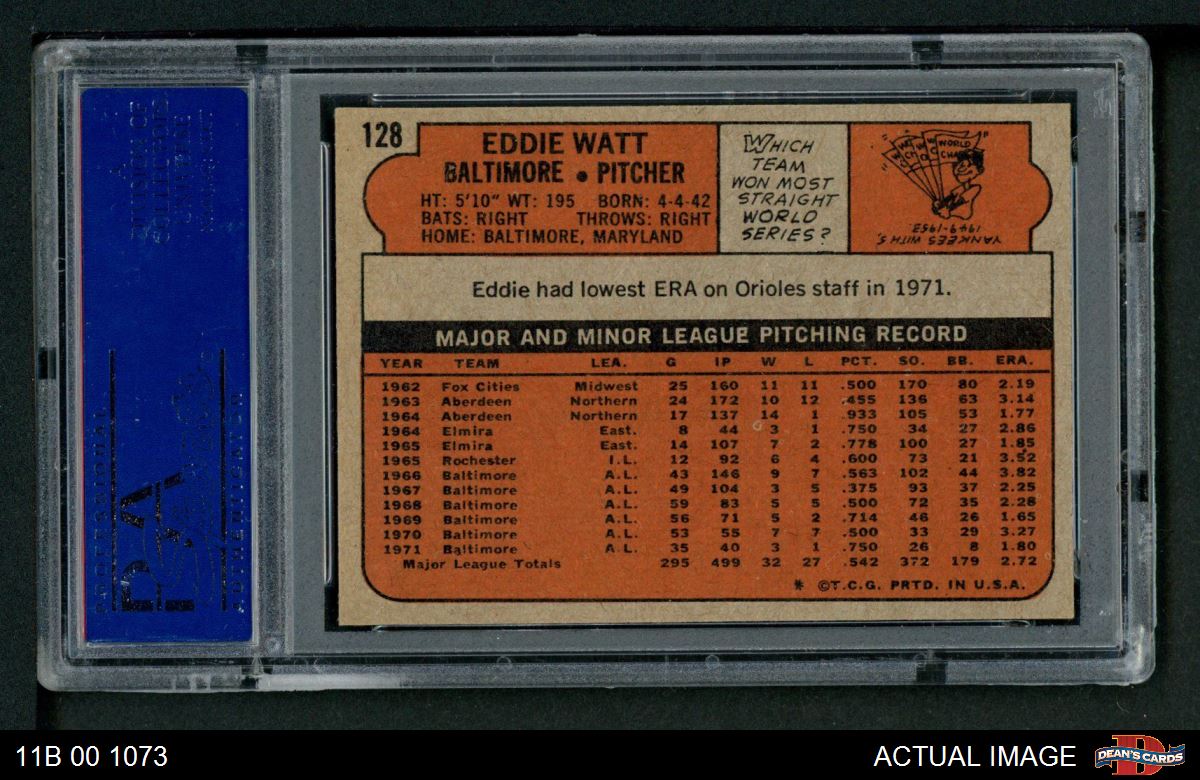 A
DIVISION OF
COLLECTORS
UNIVERSE
PROFESSIONAL
PSA
AUTHENTICATOR
128
EDDIE WATT
BALTIMORE • PITCHER
HT: 5'10" WT: 195 BORN: 4-4-42
BATS: RIGHT THROWS: RIGHT
HOME: BALTIMORE, MARYLAND
WHICH
TEAM
WON MOST
STRAIGHT
WORLD
SERIES?
WORLD
CHAMPS
YANKEES WITH 5,
1949-1953
Eddie had lowest ERA on Orioles staff in 1971.
MAJOR AND MINOR LEAGUE PITCHING RECORD
YEAR TEAM LEA. G IP W L PCT. SO. BB. ERA.
1962 Fox Cities Midwest 25 160 11 11 .500 170 80 2.19
1963 Aberdeen Northern 24 172 10 12 .455 136 63 3.14
1964 Aberdeen Northern 17 137 14 1 .933 105 53 1.77
1964 Elmira East. 8 44 3 1 .750 34 27 2.86
1965 Elmira East. 14 107 7 2 .778 100 27 1.85
1965 Rochester I.L. 12 92 6 4 .600 73 21 3.52
1966 Baltimore A.L. 43 146 9 7 .563 102 44 3.82
1967 Baltimore A.L. 49 104 3 5 .375 93 37 2.25
1968 Baltimore A.L. 59 83 5 5 .500 72 35 2.28
1969 Baltimore A.L. 56 71 5 2 .714 46 26 1.65
1970 Baltimore A.L. 53 55 7 7 .500 33 29 3.27
1971 Baltimore A.L. 35 40 3 1 .750 26 8 1.80
Major League Totals 295 499 32 27 .542 372 179 2.72
* ©T.C.G. PRTD. IN U.S.A.
11B 00 1073
ACTUAL IMAGE
DEAN'S CARDS